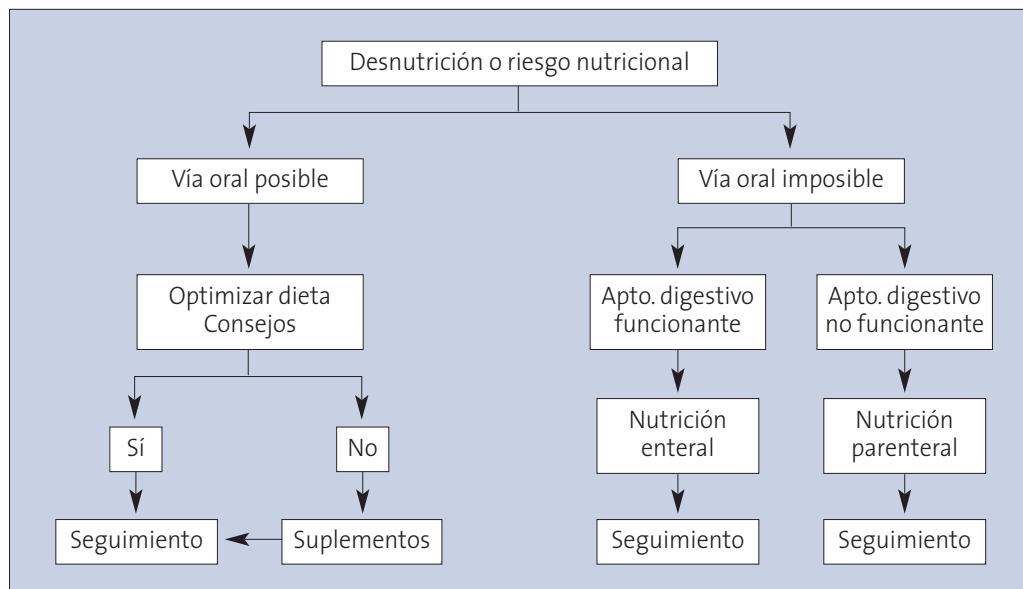 Desnutrición o riesgo nutricional
Vía oral posible
Vía oral imposible
Optimizar dieta
Consejos
Apto. digestivo
funcionante
Apto. digestivo
no funcionante
Sí
No
Nutrición
enteral
Nutrición
parenteral
Seguimiento
Suplementos
Seguimiento
Seguimiento